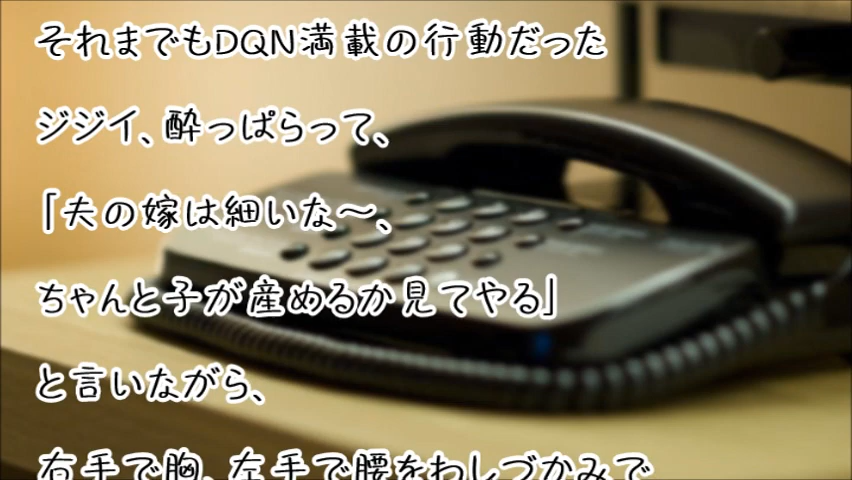 それまでもDQN満載の行動だった
ジジイ、酔っぱらって、
「夫の嫁は細いな～、
ちゃんと子が産めるか見てやる」
と言いながら、
右手で胸、左手で腰をわしづかみで